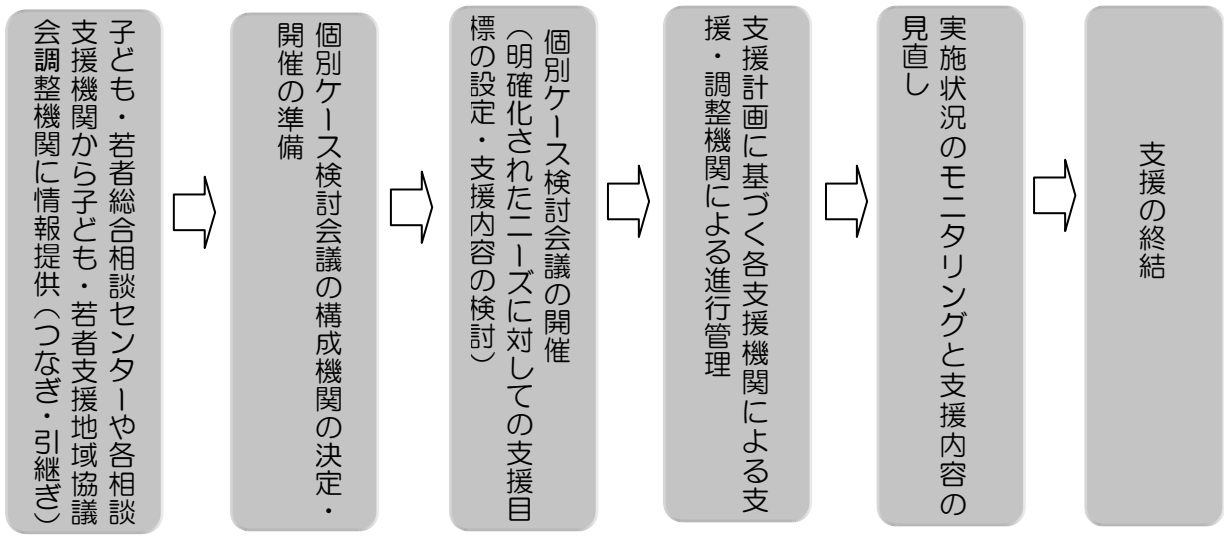 子ども・若者総合相談センターや各相談
支援機関から子ども・若者支援地域協議
会調整機関に情報提供（つなぎ・引継ぎ）
個別ケース検討会議の構成機関の決定・
開催の準備
個別ケース検討会議の開催
（明確化されたニーズに対しての支援目
標の設定・支援内容の検討）
支援計画に基づく各支援機関による支
援・調整機関による進行管理
実施状況のモニタリングと支援内容の
見直し
支援の終結